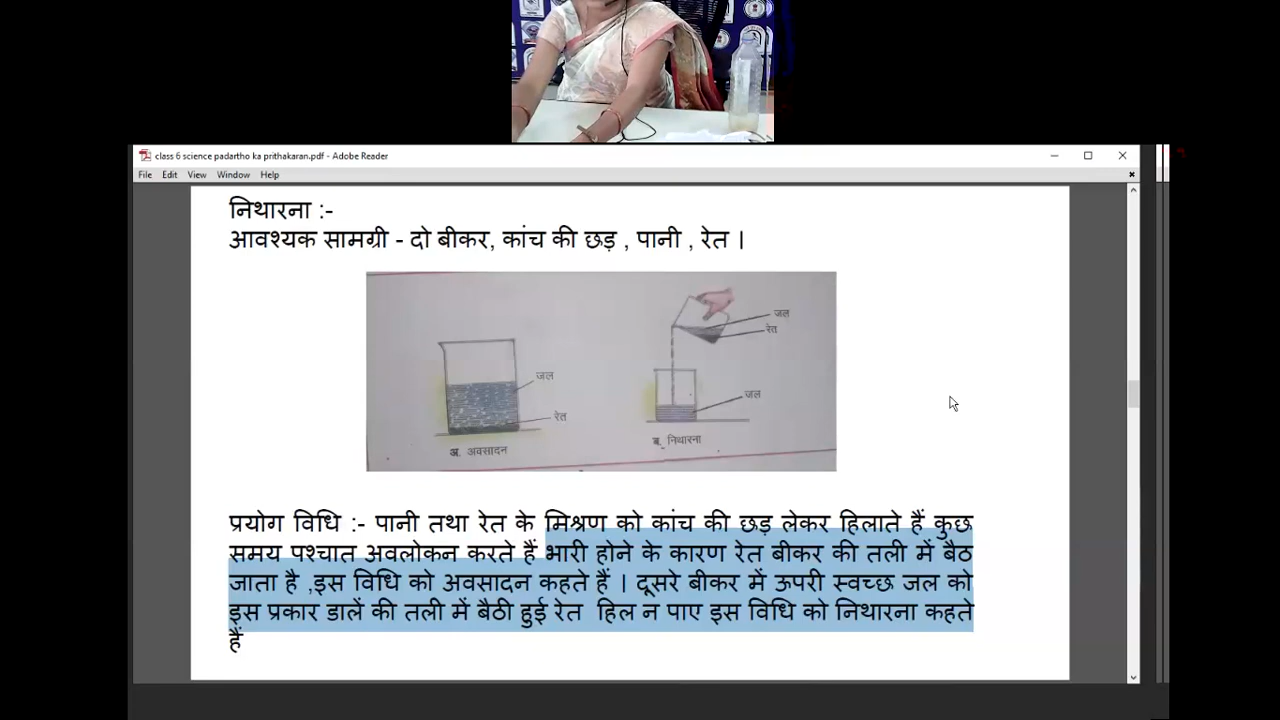 class 6 science padartho ka prithakaran.pdf - Adobe Reader
File Edit View Window Help
निथारना :-
आवश्यक सामग्री - दो बीकर, कांच की छड़ , पानी , रेत ।
जल
रेत
जल
रेत
जल
अ. अवसादन
ब. निथारना
प्रयोग विधि :- पानी तथा रेत के मिश्रण को कांच की छड़ लेकर हिलाते हैं कुछ
समय पश्चात अवलोकन करते हैं भारी होने के कारण रेत बीकर की तली में बैठ
जाता है ,इस विधि को अवसादन कहते हैं । दूसरे बीकर में ऊपरी स्वच्छ जल को
इस प्रकार डालें की तली में बैठी हुई रेत हिल न पाए इस विधि को निथारना कहते
हैं